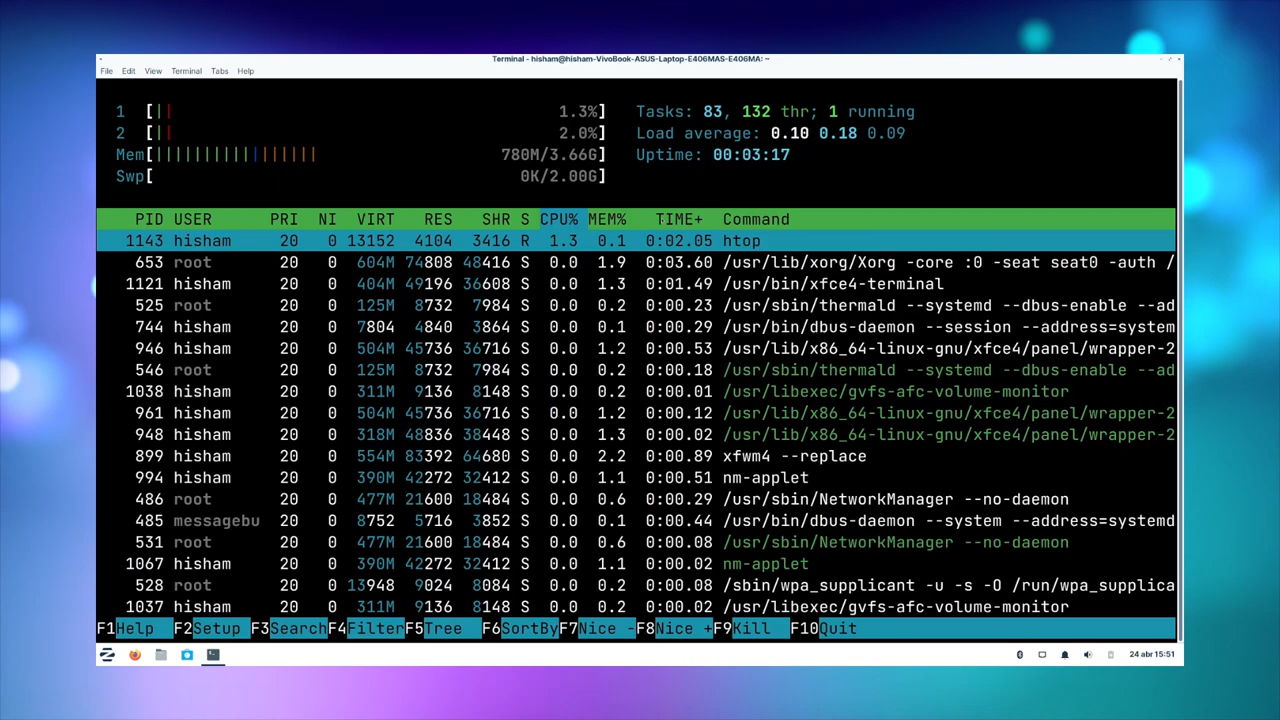 Terminal - hisham@hisham-VivoBook-ASUS-Laptop-E406MAS-E406MA: ~
File Edit View Terminal Tabs Help
1 [|| 1.3%] Tasks: 83, 132 thr; 1 running
2 [|| 2.0%] Load average: 0.10 0.18 0.09
Mem[||||||||||||||||| 780M/3.66G] Uptime: 00:03:17
Swp[ 0K/2.00G]
PID USER PRI NI VIRT RES SHR S CPU% MEM% TIME+ Command
1143 hisham 20 0 13152 4104 3416 R 1.3 0.1 0:02.05 htop
653 root 20 0 604M 74808 48416 S 0.0 1.9 0:03.60 /usr/lib/xorg/Xorg -core :0 -seat seat0 -auth /
1121 hisham 20 0 404M 49196 36608 S 0.0 1.3 0:01.49 /usr/bin/xfce4-terminal
525 root 20 0 125M 8732 7984 S 0.0 0.2 0:00.23 /usr/sbin/thermald --systemd --dbus-enable --ad
744 hisham 20 0 7804 4840 3864 S 0.0 0.1 0:00.29 /usr/bin/dbus-daemon --session --address=system
946 hisham 20 0 504M 45736 36716 S 0.0 1.2 0:00.53 /usr/lib/x86_64-linux-gnu/xfce4/panel/wrapper-2
546 root 20 0 125M 8732 7984 S 0.0 0.2 0:00.18 /usr/sbin/thermald --systemd --dbus-enable --ad
1038 hisham 20 0 311M 9136 8148 S 0.0 0.2 0:00.01 /usr/libexec/gvfs-afc-volume-monitor
961 hisham 20 0 504M 45736 36716 S 0.0 1.2 0:00.12 /usr/lib/x86_64-linux-gnu/xfce4/panel/wrapper-2
948 hisham 20 0 318M 48836 38448 S 0.0 1.3 0:00.02 /usr/lib/x86_64-linux-gnu/xfce4/panel/wrapper-2
899 hisham 20 0 554M 83392 64680 S 0.0 2.2 0:00.89 xfwm4 --replace
994 hisham 20 0 390M 42272 32412 S 0.0 1.1 0:00.51 nm-applet
486 root 20 0 477M 21600 18484 S 0.0 0.6 0:00.29 /usr/sbin/NetworkManager --no-daemon
485 messagebu 20 0 8752 5716 3852 S 0.0 0.1 0:00.44 /usr/bin/dbus-daemon --system --address=systemd
531 root 20 0 477M 21600 18484 S 0.0 0.6 0:00.02 /usr/sbin/NetworkManager --no-daemon
1067 hisham 20 0 390M 42272 32412 S 0.0 1.1 0:00.02 nm-applet
528 root 20 0 13948 9024 8084 S 0.0 0.2 0:00.08 /sbin/wpa_supplicant -u -s -O /run/wpa_supplica
1037 hisham 20 0 311M 9136 8148 S 0.0 0.2 0:00.02 /usr/libexec/gvfs-afc-volume-monitor
F1Help F2Setup F3SearchF4FilterF5Tree F6SortByF7Nice -F8Nice +F9Kill F10Quit
24 abr 15:51